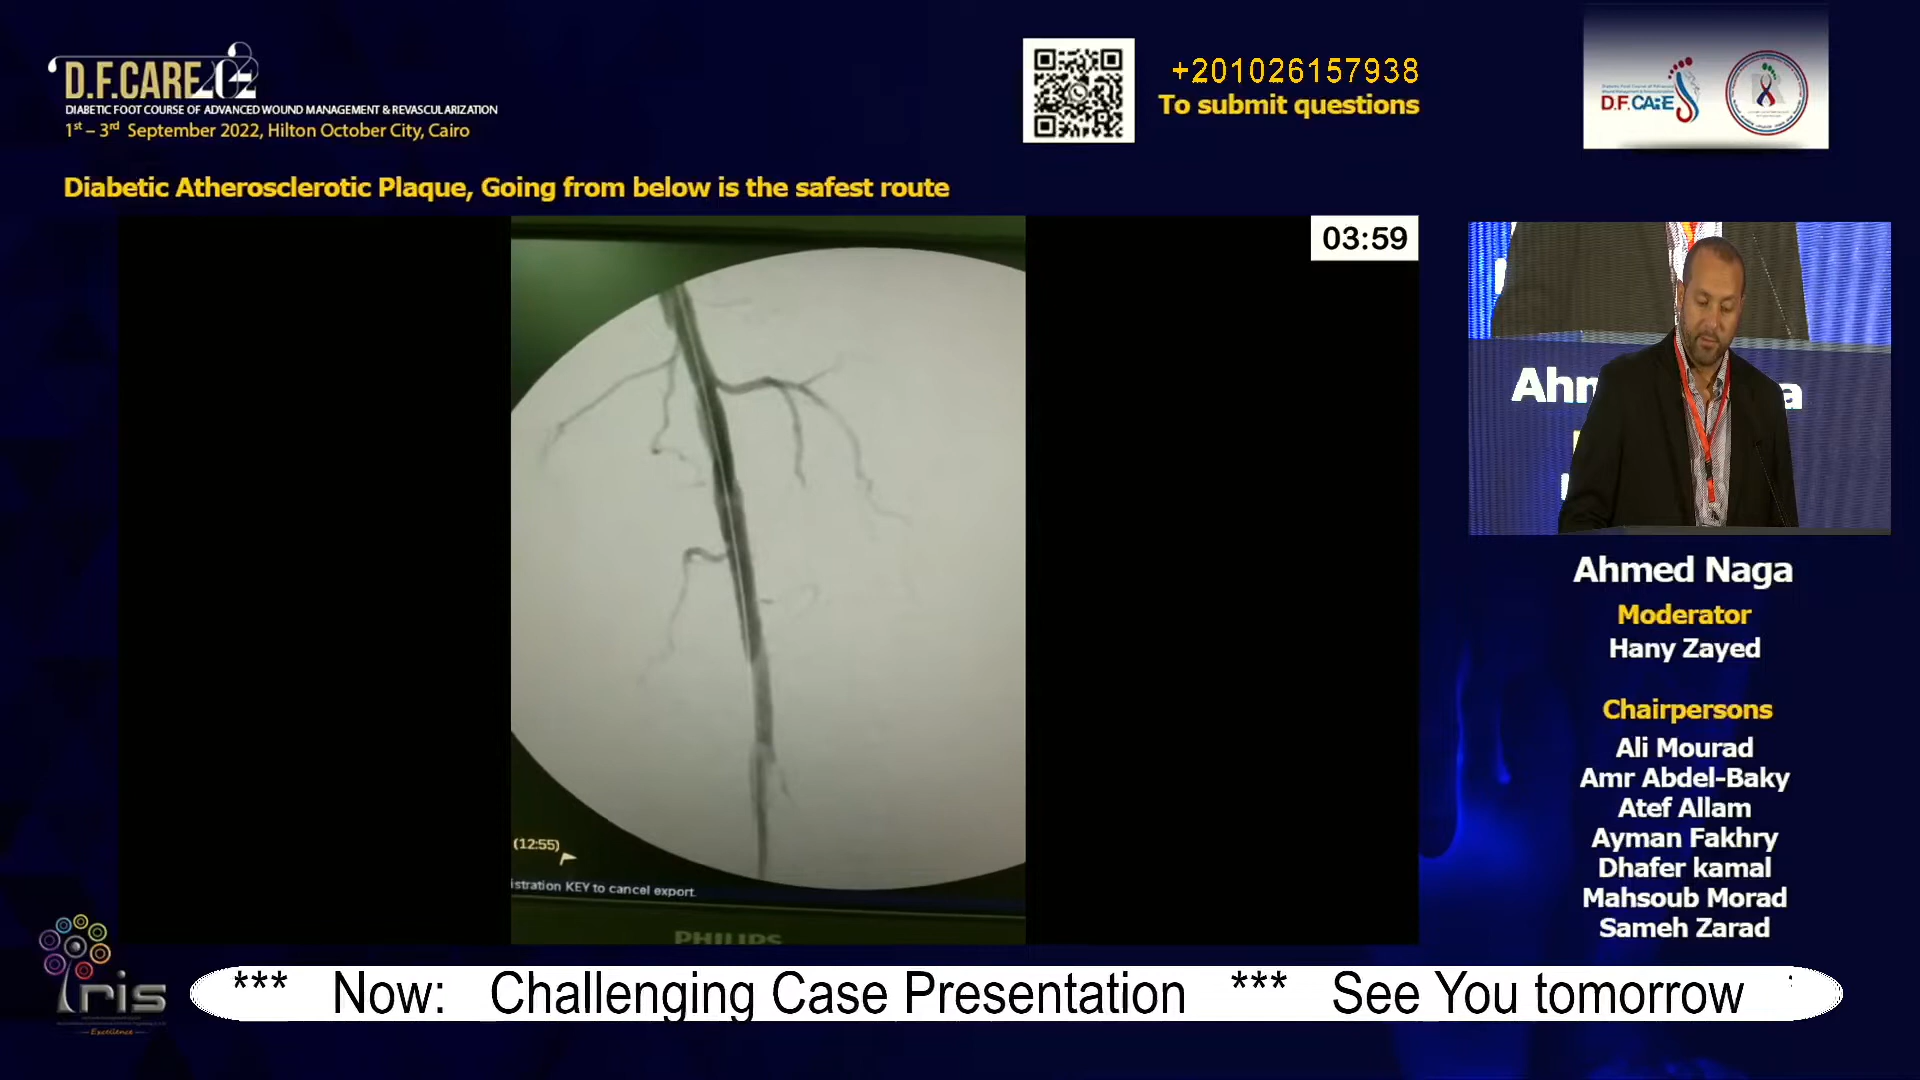 D.F.CARE2022
DIABETIC FOOT COURSE OF ADVANCED WOUND MANAGEMENT & REVASCULARIZATION
1st – 3rd September 2022, Hilton October City, Cairo
+201026157938
To submit questions
D.F.CARE
Diabetic Atherosclerotic Plaque, Going from below is the safest route
03:59
(12:55)
istration KEY to cancel export.
PHILIPS
Ahmed Naga
Moderator
Hany Zayed
Chairpersons
Ali Mourad
Amr Abdel-Baky
Atef Allam
Ayman Fakhry
Dhafer kamal
Mahsoub Morad
Sameh Zarad
Iris
Excellence
*** Now: Challenging Case Presentation *** See You tomorrow